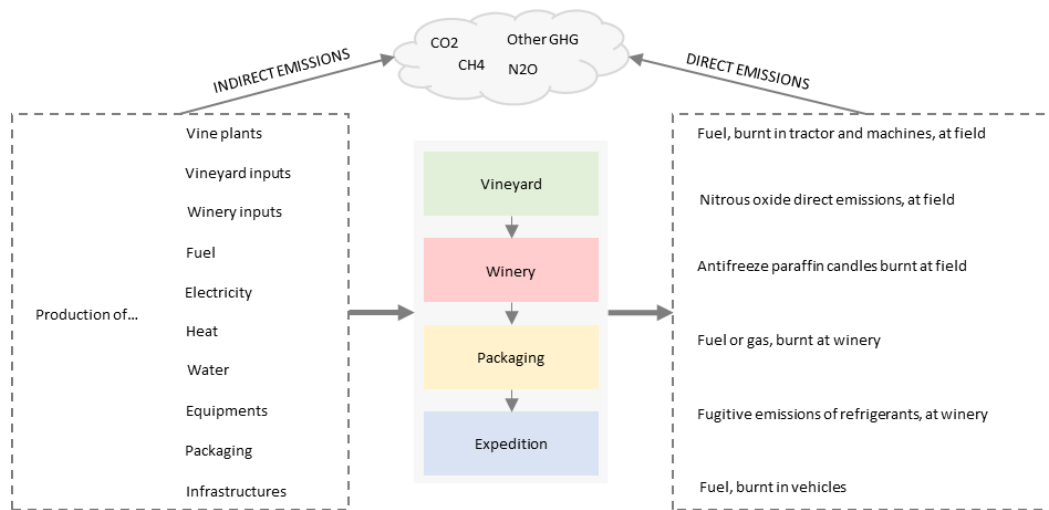 CO2
Other GHG
CH4
N2O
INDIRECT EMISSIONS
DIRECT EMISSIONS
Production of...
Vine plants
Vineyard inputs
Winery inputs
Fuel
Electricity
Heat
Water
Equipments
Packaging
Infrastructures
Vineyard
Winery
Packaging
Expedition
Fuel, burnt in tractor and machines, at field
Nitrous oxide direct emissions, at field
Antifreeze paraffin candles burnt at field
Fuel or gas, burnt at winery
Fugitive emissions of refrigerants, at winery
Fuel, burnt in vehicles